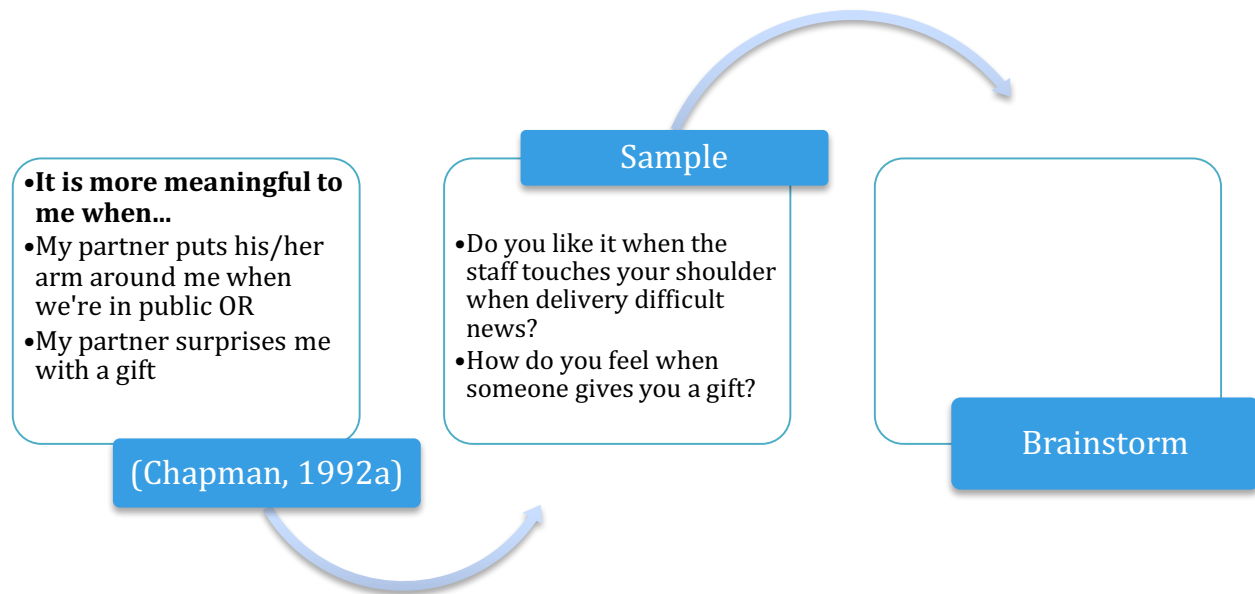 •It is more meaningful to
me when...
•My partner puts his/her
arm around me when
we're in public OR
•My partner surprises me
with a gift
(Chapman, 1992a)
Sample
•Do you like it when the
staff touches your shoulder
when delivery difficult
news?
•How do you feel when
someone gives you a gift?
Brainstorm